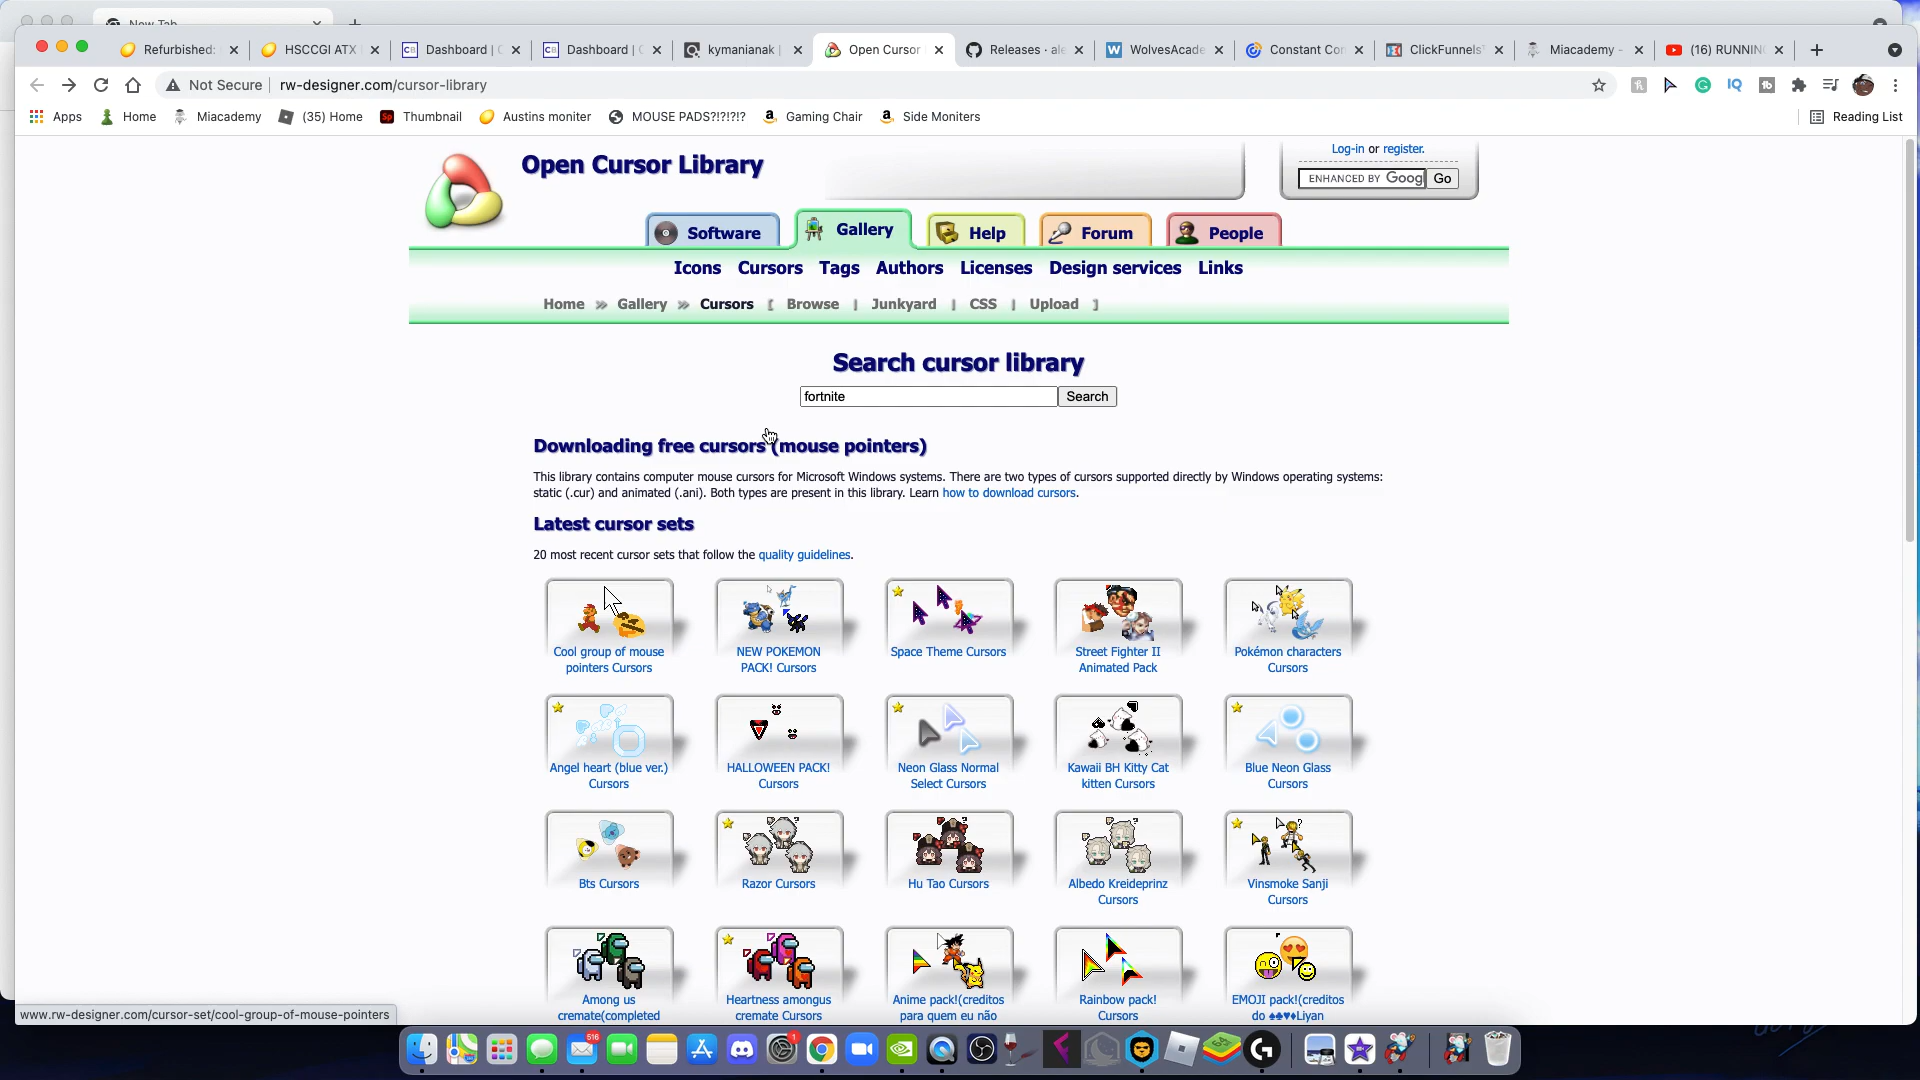 New Tab
Refurbished:
HSCCGI ATX
Dashboard | C
Dashboard | C
kymanianak |
Open Cursor
Releases · ale
WolvesAcade
Constant Con
ClickFunnels™
Miacademy -
(16) RUNNIN
Not Secure
rw-designer.com/cursor-library
Apps
Home
Miacademy
(35) Home
Thumbnail
Austins moniter
MOUSE PADS?!?!?!?
Gaming Chair
Side Moniters
Reading List
Open Cursor Library
Log-in or register.
ENHANCED BY Goog
Go
Software
Gallery
Help
Forum
People
Icons Cursors Tags Authors Licenses Design services Links
Home » Gallery » Cursors [ Browse | Junkyard | CSS | Upload ]
Search cursor library
fortnite
Search
Downloading free cursors (mouse pointers)
This library contains computer mouse cursors for Microsoft Windows systems. There are two types of cursors supported directly by Windows operating systems:
static (.cur) and animated (.ani). Both types are present in this library. Learn how to download cursors.
Latest cursor sets
20 most recent cursor sets that follow the quality guidelines.
Cool group of mouse
pointers Cursors
NEW POKEMON
PACK! Cursors
Space Theme Cursors
Street Fighter II
Animated Pack
Pokémon characters
Cursors
Angel heart (blue ver.)
Cursors
HALLOWEEN PACK!
Cursors
Neon Glass Normal
Select Cursors
Kawaii BH Kitty Cat
kitten Cursors
Blue Neon Glass
Cursors
Bts Cursors
Razor Cursors
Hu Tao Cursors
Albedo Kreideprinz
Cursors
Vinsmoke Sanji
Cursors
Among us
cremate(completed
Heartness amongus
cremate Cursors
Anime pack!(creditos
para quem eu não
Rainbow pack!
Cursors
EMOJI pack!(creditos
do ♠♣♥♦Liyan
www.rw-designer.com/cursor-set/cool-group-of-mouse-pointers
516
1